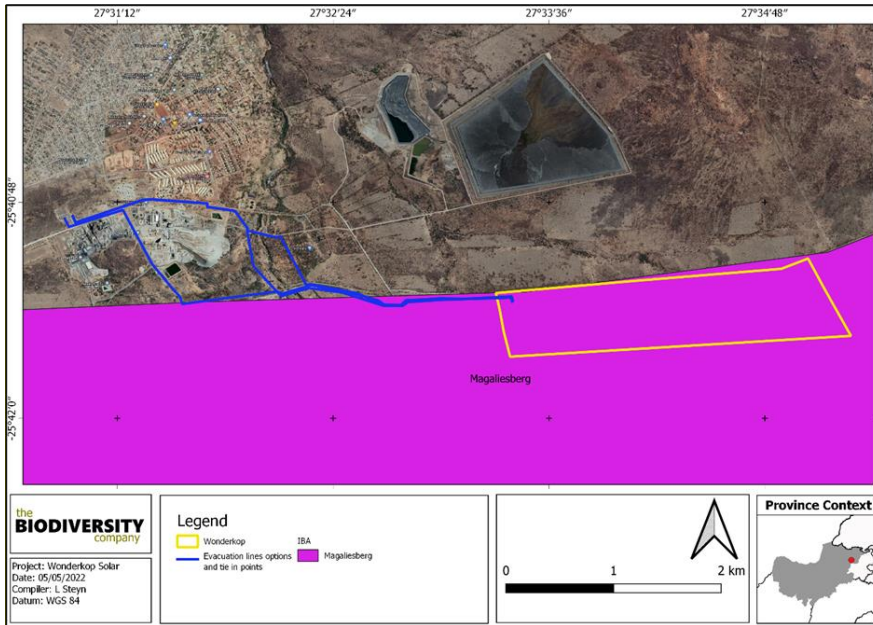 27°31′12″ 27°32′24″ 27°33′36″ 27°34′48″
-25°40′48″
-25°42′0″
Magaliesberg
the
BIODIVERSITY
company
Project: Wonderkop Solar
Date: 05/05/2022
Compiler: L Steyn
Datum: WGS 84
Legend
Wonderkop
Evacuation lines options
and tie in points
IBA
Magaliesberg
0 1 2 km
Province Context